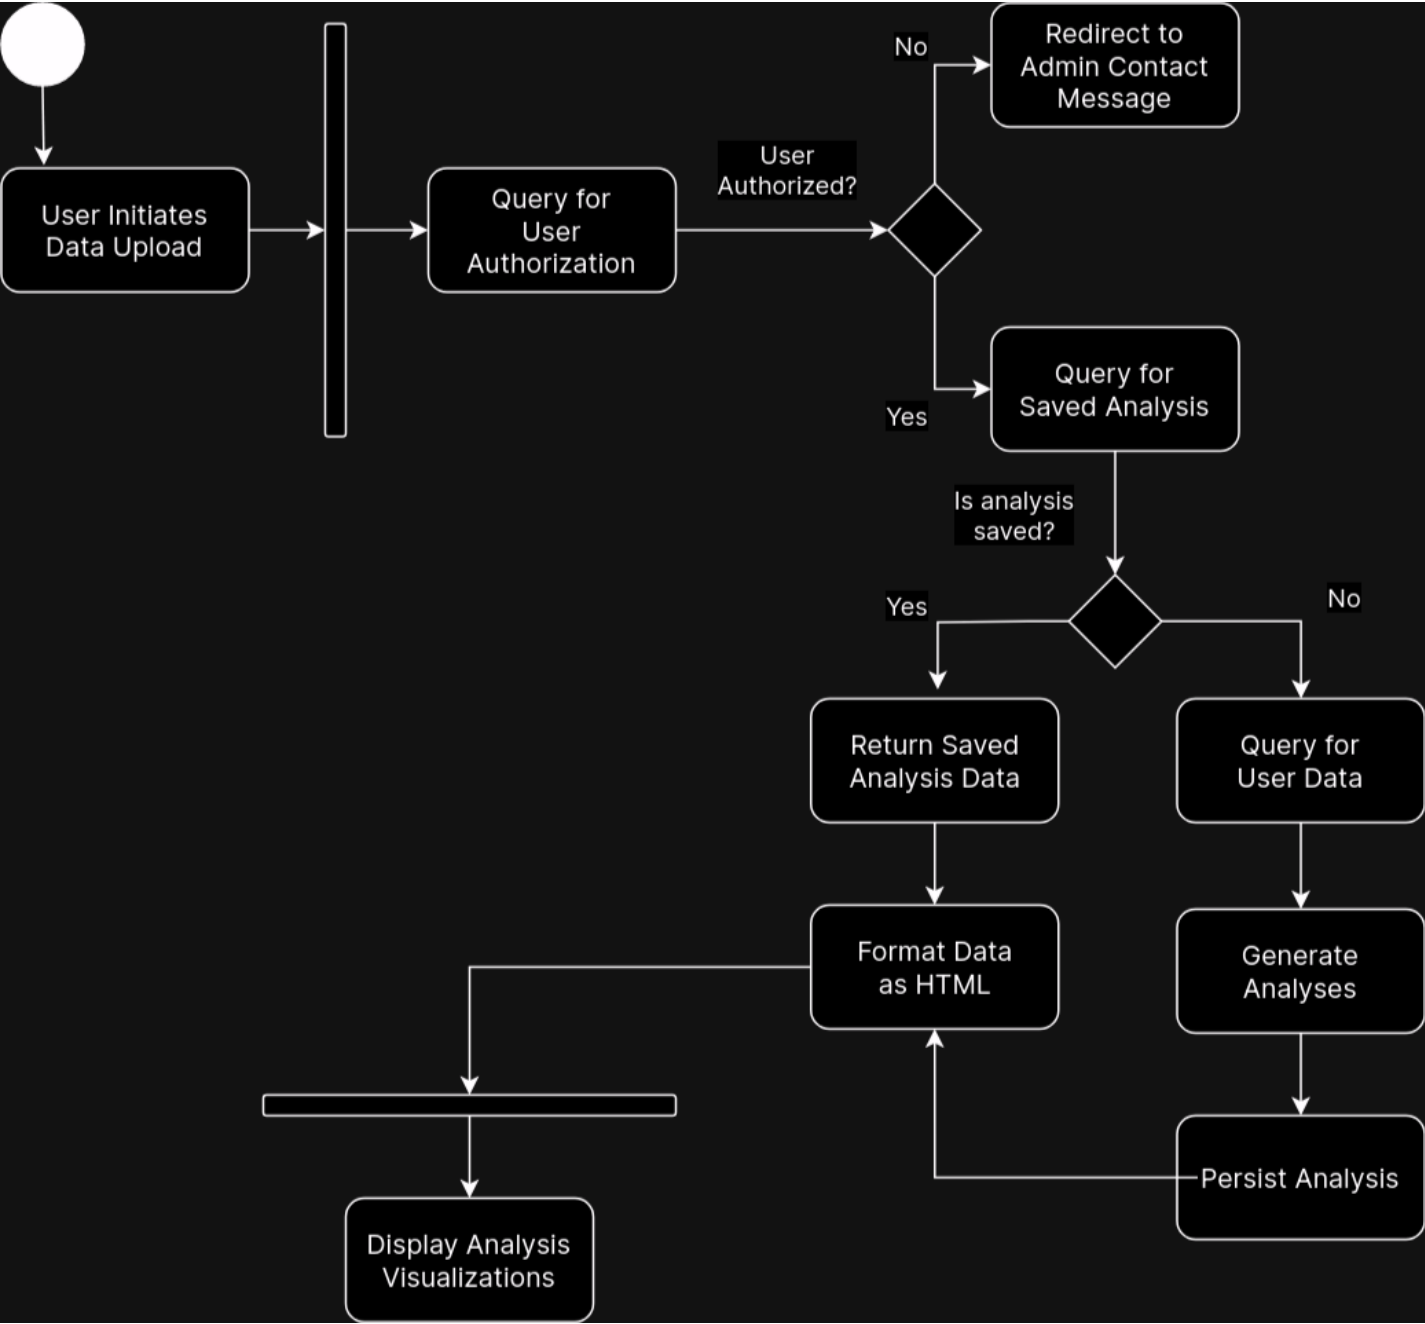 No
Redirect to
Admin Contact
Message
User
Authorized?
User Initiates
Data Upload
Query for
User
Authorization
Yes
Query for
Saved Analysis
Is analysis
saved?
Yes
No
Return Saved
Analysis Data
Query for
User Data
Format Data
as HTML
Generate
Analyses
Persist Analysis
Display Analysis
Visualizations